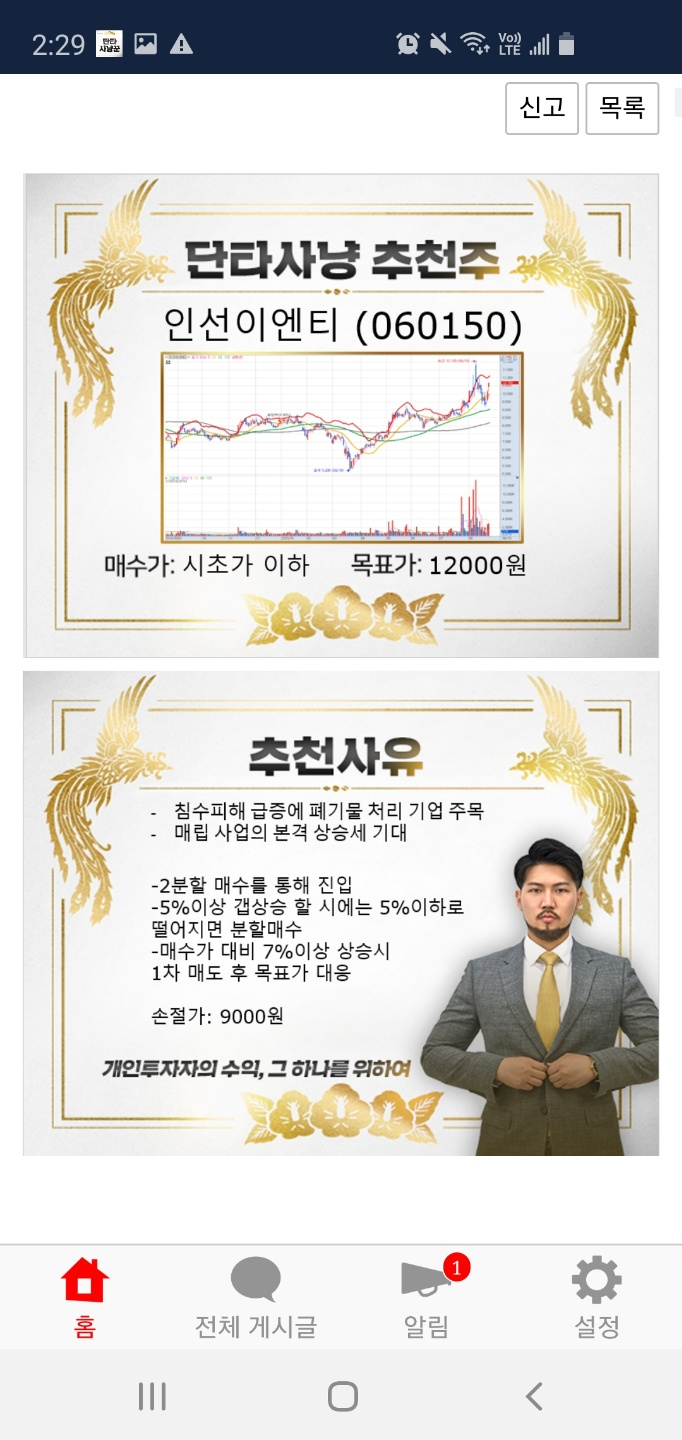 2:29
단타
사냥꾼
Vo))
LTE
신고
목록
단타사냥 추천주
인선이엔티 (060150)
매수가: 시초가 이하 목표가: 12000원
추천사유
- 침수피해 급증에 폐기물 처리 기업 주목
- 매립 사업의 본격 상승세 기대
-2분할 매수를 통해 진입
-5%이상 갭상승 할 시에는 5%이하로
떨어지면 분할매수
-매수가 대비 7%이상 상승시
1차 매도 후 목표가 대응
손절가: 9000원
개인투자자의 수익, 그 하나를 위하여
1
홈
전체 게시글
알림
설정